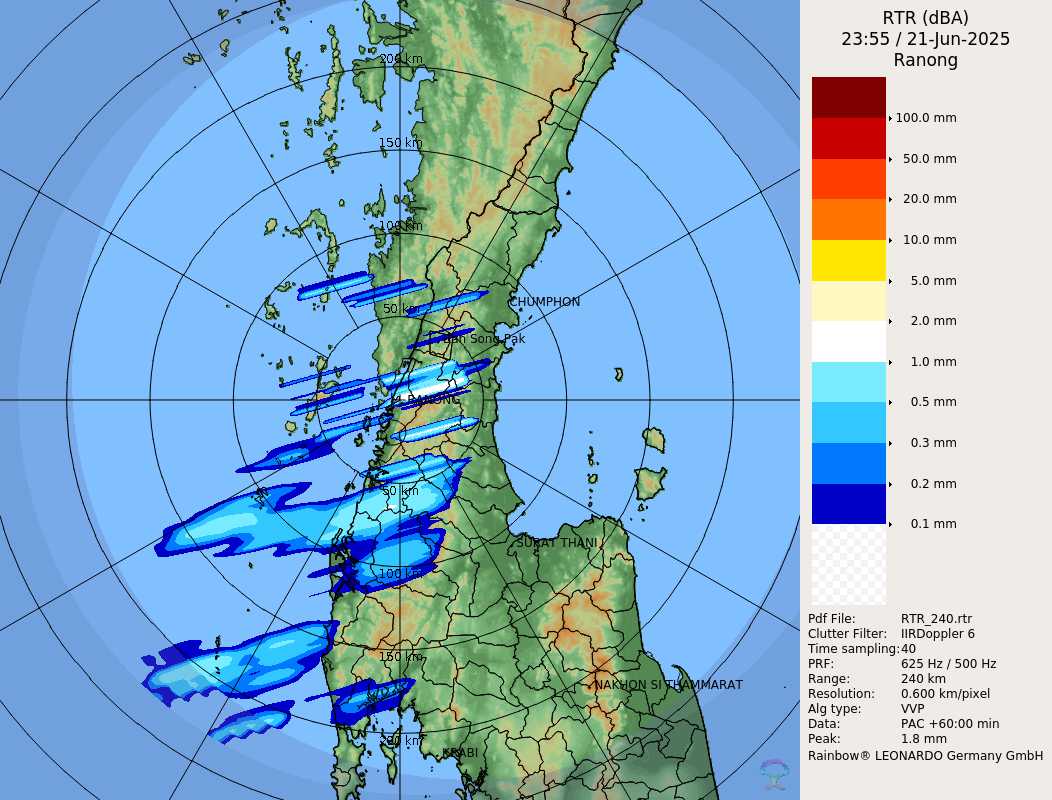 RTR (dBA)
23:55 / 21-Jun-2025
Ranong
100.0 mm
50.0 mm
20.0 mm
10.0 mm
5.0 mm
2.0 mm
1.0 mm
0.5 mm
0.3 mm
0.2 mm
0.1 mm
Pdf File: RTR_240.rtr
Clutter Filter: IIRDoppler 6
Time sampling: 40
PRF: 625 Hz / 500 Hz
Range: 240 km
Resolution: 0.600 km/pixel
Alg type: VVP
Data: PAC +60:00 min
Peak: 1.8 mm
Rainbow® LEONARDO Germany GmbH
200 km
150 km
100 km
50 km
CHUMPHON
Song Pak
RANONG
50 km
SURAT THANI
100 km
150 km
NAKHON SI THAMMARAT
200 km
KRABI